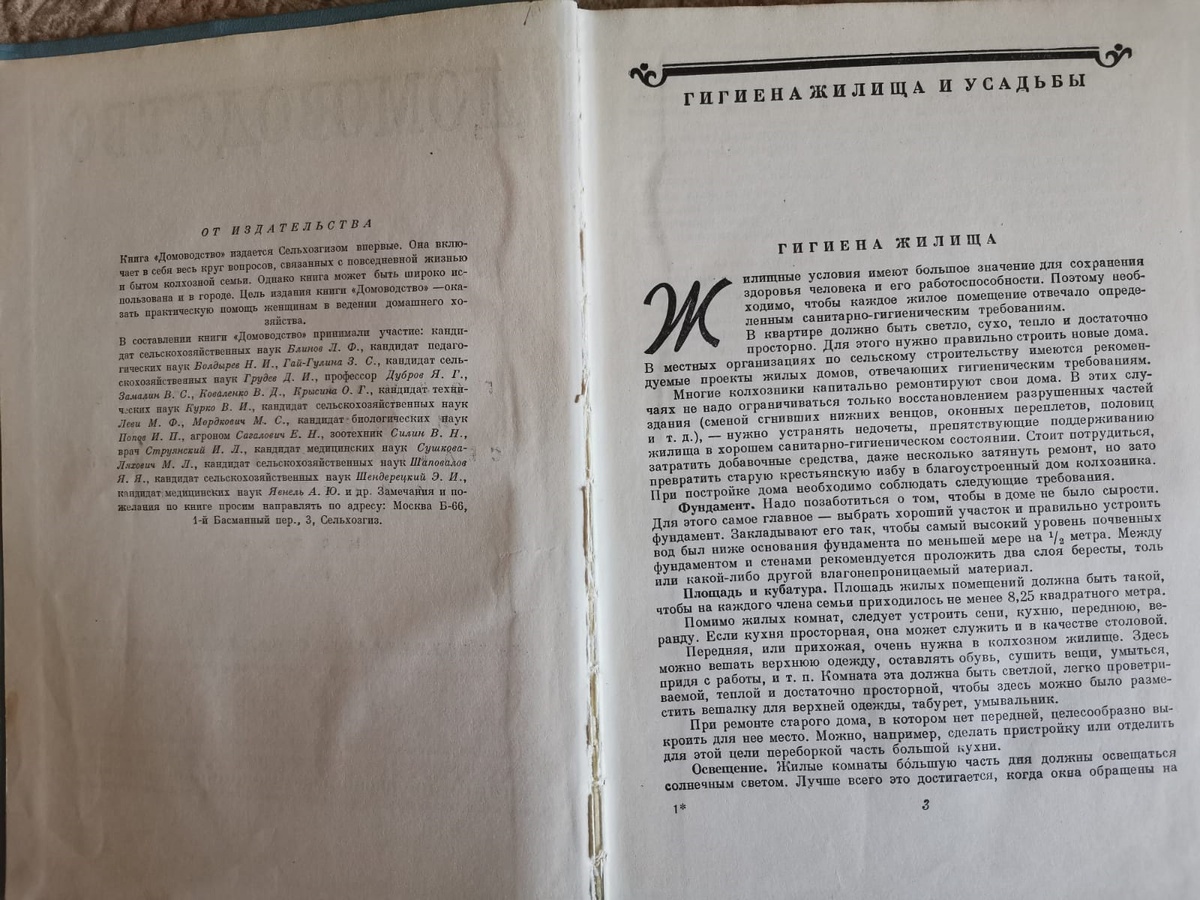 ОТ ИЗДАТЕЛЬСТВА
Книга «Домоводство» издается Сельхозгизом впервые. Она вклю-
чает в себя весь круг вопросов, связанных с повседневной жизнью
и бытом колхозной семьи. Однако книга может быть широко ис-
пользована и в городе. Цель издания книги «Домоводство» —ока-
зать практическую помощь женщинам в ведении домашнего хо-
зяйства.
В составлении книги «Домоводство» принимали участие: канди-
дат сельскохозяйственных наук Блинов Л. Ф., кандидат педаго-
гических наук Болдырев Н. И., Гай-Гулина З. С., кандидат сель-
скохозяйственных наук Грудев Д. И., профессор Дубров Я. Г.,
Замалин В. С., Коваленко В. Д., Крысина О. Г., кандидат техни-
ческих наук Курко В. И., кандидат сельскохозяйственных наук
Леви М. Ф., Мордкович М. С., кандидат биологических наук
Попов И. П., агроном Сагалович Е. Н., зоотехник Силин В. Н.,
врач Струянский И. Л., кандидат медицинских наук Сушкова-
Ляхович М. Л., кандидат сельскохозяйственных наук Шаповалов
Я. Я., кандидат сельскохозяйственных наук Шендерецкий Э. И.,
кандидат медицинских наук Явнель А. Ю. и др. Замечания и по-
желания по книге просим направлять по адресу: Москва Б-66,
1-й Басманный пер., 3, Сельхозгиз.
ГИГИЕНА ЖИЛИЩА И УСАДЬБЫ
ГИГИЕНА ЖИЛИЩА
Жилищные условия имеют большое значение для сохранения
здоровья человека и его работоспособности. Поэтому необ-
ходимо, чтобы каждое жилое помещение отвечало опреде-
ленным санитарно-гигиеническим требованиям.
В квартире должно быть светло, сухо, тепло и достаточно
просторно. Для этого нужно правильно строить новые дома.
В местных организациях по сельскому строительству имеются рекомен-
дуемые проекты жилых домов, отвечающих гигиеническим требованиям.
Многие колхозники капитально ремонтируют свои дома. В этих слу-
чаях не надо ограничиваться только восстановлением разрушенных частей
здания (сменой сгнивших нижних венцов, оконных переплетов, половиц
и т. д.), — нужно устранять недочеты, препятствующие поддержанию
жилища в хорошем санитарно-гигиеническом состоянии. Стоит потрудиться,
затратить добавочные средства, даже несколько затянуть ремонт, но зато
превратить старую крестьянскую избу в благоустроенный дом колхозника.
При постройке дома необходимо соблюдать следующие требования.
Фундамент. Надо позаботиться о том, чтобы в доме не было сырости.
Для этого самое главное — выбрать хороший участок и правильно устроить
фундамент. Закладывают его так, чтобы самый высокий уровень почвенных
вод был ниже основания фундамента по меньшей мере на 1/2 метра. Между
фундаментом и стенами рекомендуется проложить два слоя бересты, толь
или какой-либо другой влагонепроницаемый материал.
Площадь и кубатура. Площадь жилых помещений должна быть такой,
чтобы на каждого члена семьи приходилось не менее 8,25 квадратного метра.
Помимо жилых комнат, следует устроить сени, кухню, переднюю, ве-
ранду. Если кухня просторная, она может служить и в качестве столовой.
Передняя, или прихожая, очень нужна в колхозном жилище. Здесь
можно вешать верхнюю одежду, оставлять обувь, сушить вещи, умыться,
придя с работы, и т. п. Комната эта должна быть светлой, легко проветри-
ваемой, теплой и достаточно просторной, чтобы здесь можно было разме-
стить вешалку для верхней одежды, табурет, умывальник.
При ремонте старого дома, в котором нет передней, целесообразно вы-
кроить для нее место. Можно, например, сделать пристройку или отделить
для этой цели переборкой часть большой кухни.
Освещение. Жилые комнаты бо́льшую часть дня должны освещаться
солнечным светом. Лучше всего это достигается, когда окна обращены на
1*
3